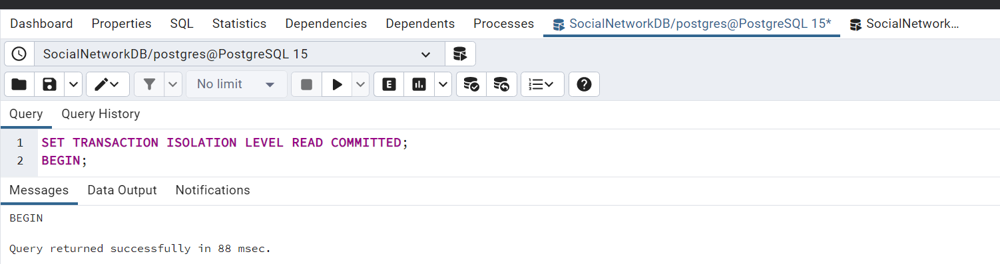 Dashboard Properties SQL Statistics Dependencies Dependents Processes SocialNetworkDB/postgres@PostgreSQL 15* SocialNetwork...
SocialNetworkDB/postgres@PostgreSQL 15
No limit E
Query Query History
1 SET TRANSACTION ISOLATION LEVEL READ COMMITTED;
2 BEGIN;
Messages Data Output Notifications
BEGIN
Query returned successfully in 88 msec.